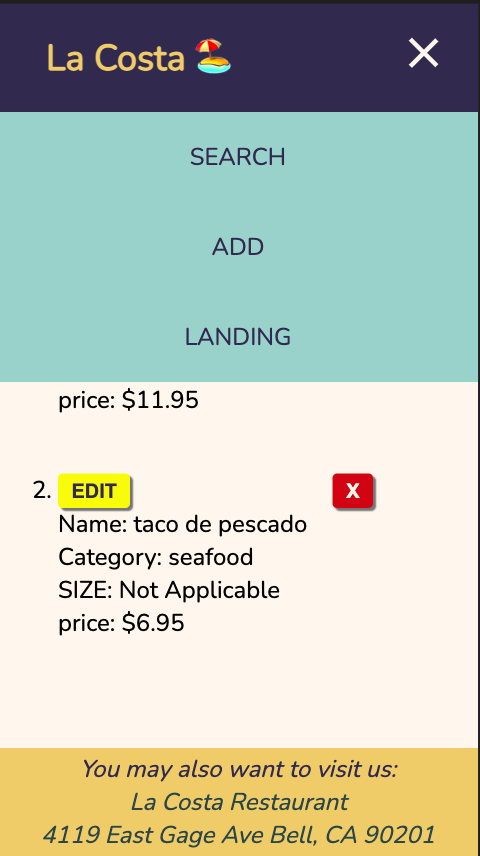 La Costa 🏖️
SEARCH
ADD
LANDING
price: $11.95
2. EDIT X
Name: taco de pescado
Category: seafood
SIZE: Not Applicable
price: $6.95
You may also want to visit us:
La Costa Restaurant
4119 East Gage Ave Bell, CA 90201